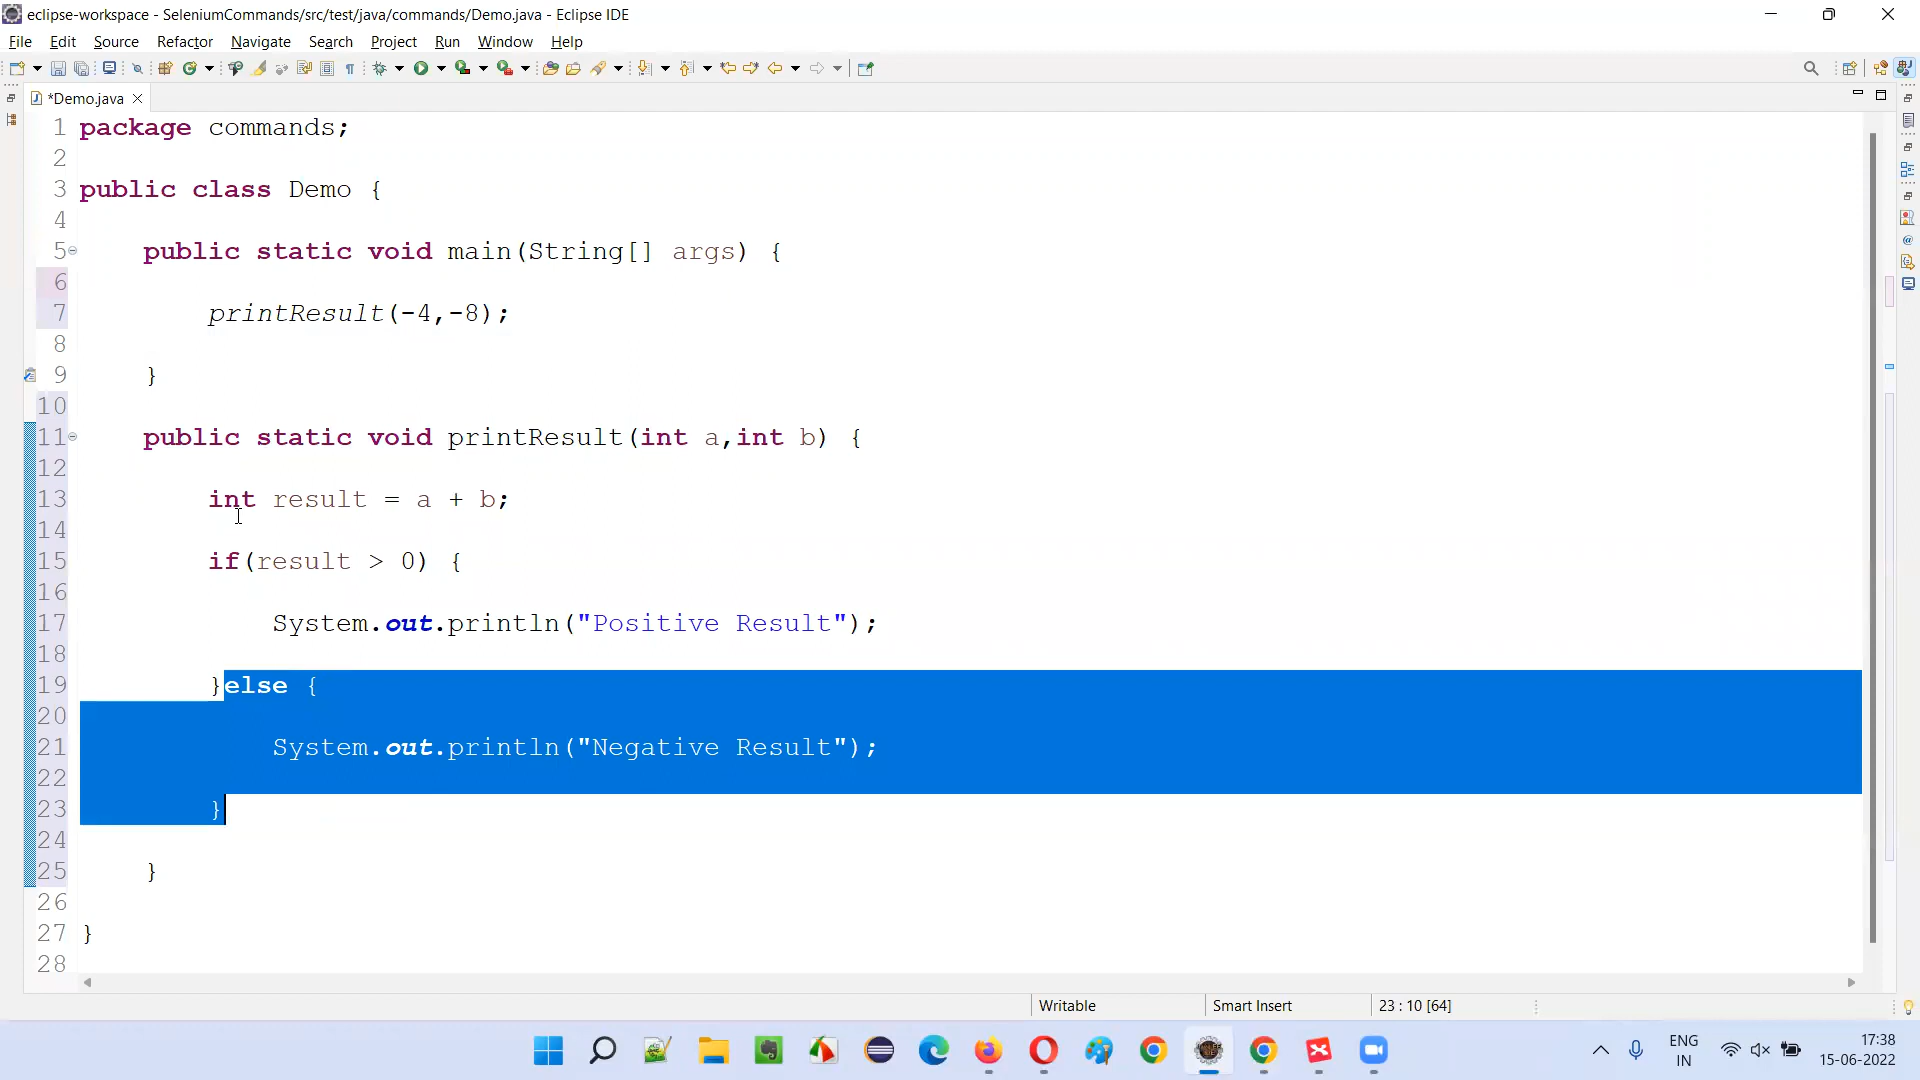 eclipse-workspace - SeleniumCommands/src/test/java/commands/Demo.java - Eclipse IDE
File Edit Source Refactor Navigate Search Project Run Window Help
*Demo.java
1 package commands;
2
3 public class Demo {
4
5 public static void main(String[] args) {
6
7 printResult(-4,-8);
8
9 }
10
11 public static void printResult(int a,int b) {
12
13 int result = a + b;
14
15 if(result > 0) {
16
17 System.out.println("Positive Result");
18
19 }else {
20
21 System.out.println("Negative Result");
22
23 }
24
25 }
26
27 }
28
Writable Smart Insert 23 : 10 [64]
ENG 17:38
IN 15-06-2022